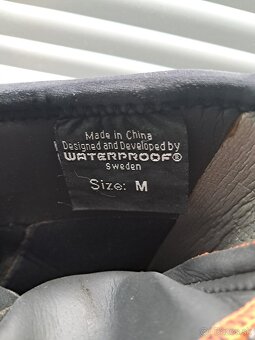 Made in China
Designed and Developed by
WATERPROOF®
Sweden
Size: M